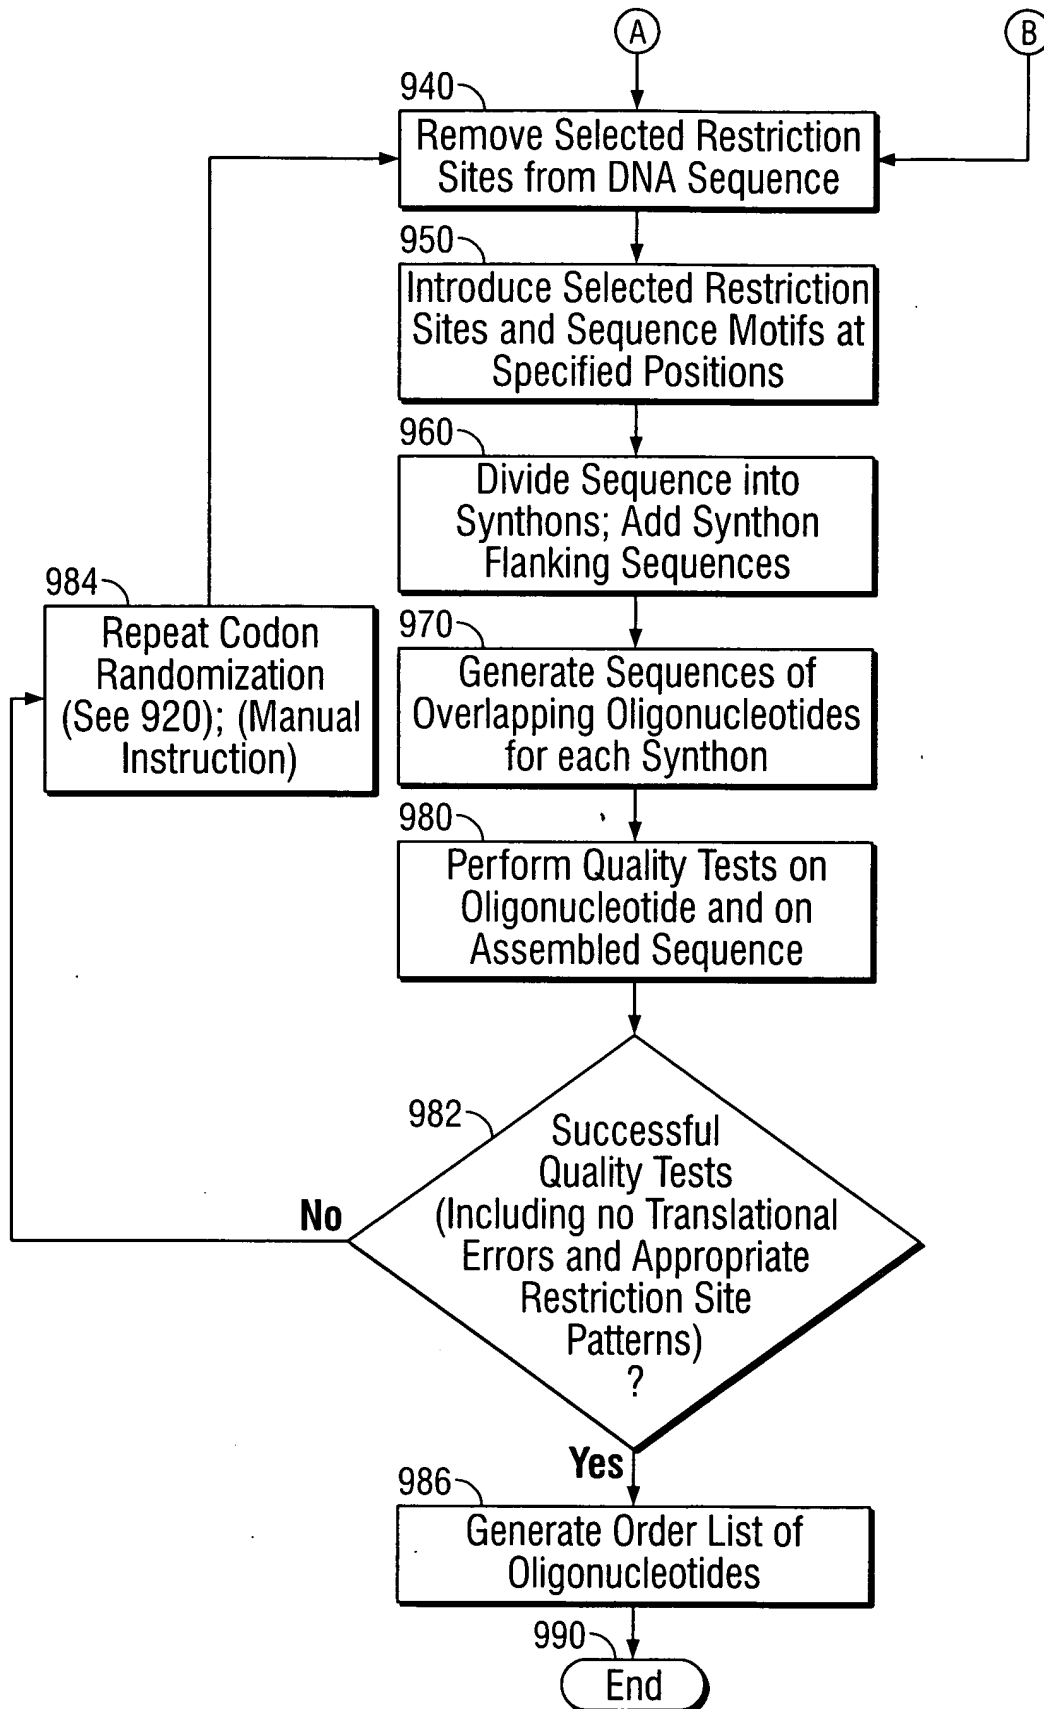 A
B
940
Remove Selected Restriction
Sites from DNA Sequence
950
Introduce Selected Restriction
Sites and Sequence Motifs at
Specified Positions
960
Divide Sequence into
Synthons; Add Synthon
Flanking Sequences
984
Repeat Codon
Randomization
(See 920); (Manual
Instruction)
970
Generate Sequences of
Overlapping Oligonucleotides
for each Synthon
980
Perform Quality Tests on
Oligonucleotide and on
Assembled Sequence
982
Successful
Quality Tests
(Including no Translational
Errors and Appropriate
Restriction Site
Patterns)
?
No
Yes
986
Generate Order List of
Oligonucleotides
990
End